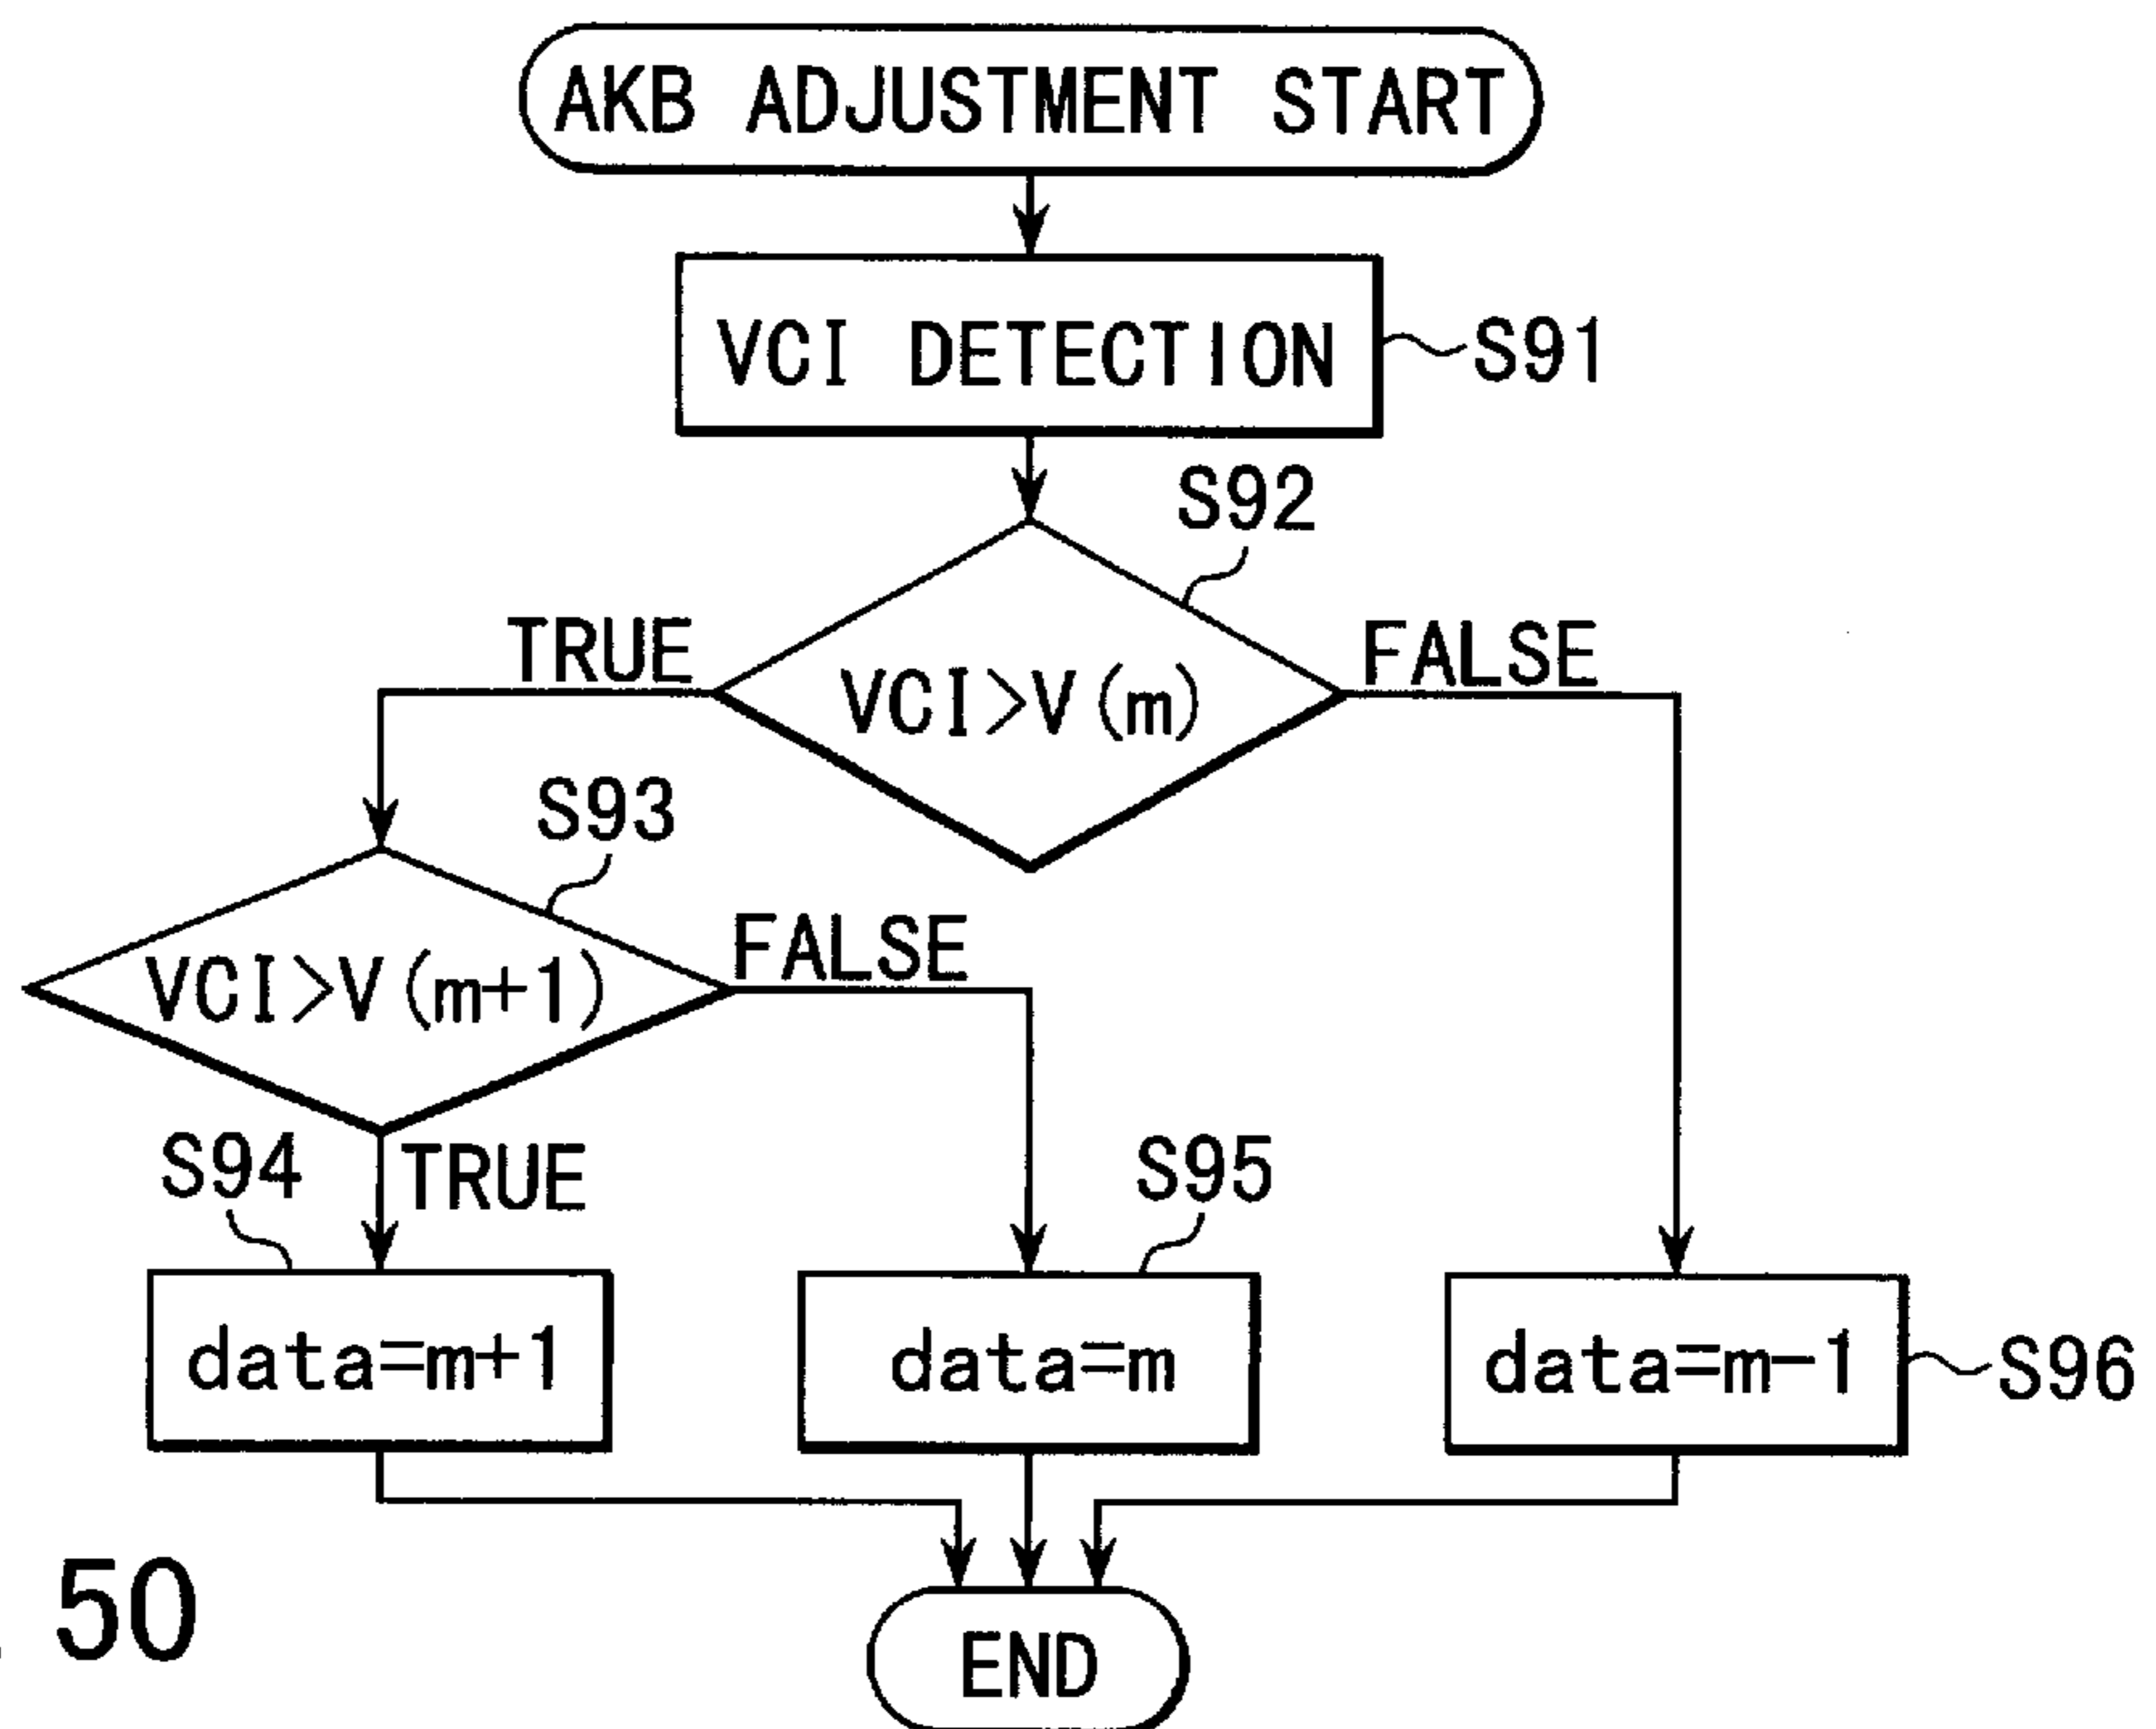 AKB ADJUSTMENT START
VCI DETECTION
S91
S92
TRUE
VCI>V(m)
FALSE
S93
VCI>V(m+1)
FALSE
S94
TRUE
S95
data=m+1
data=m
data=m-1
S96
50
END